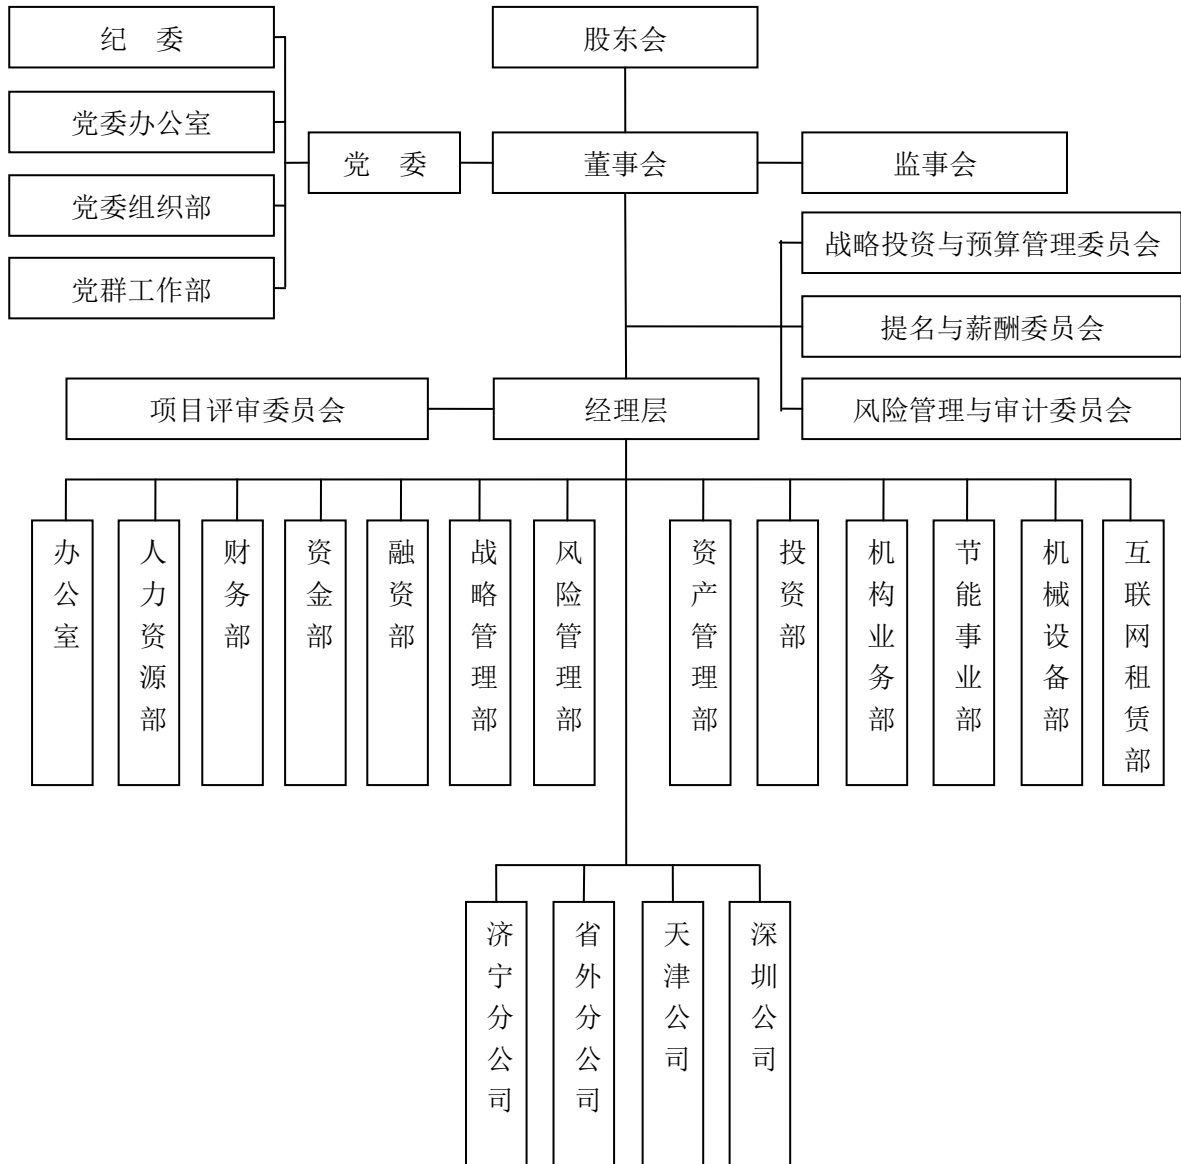 纪　委
股东会
党委办公室
党　委
董事会
监事会
党委组织部
党群工作部
战略投资与预算管理委员会
提名与薪酬委员会
项目评审委员会
经理层
风险管理与审计委员会
办公室
人力资源部
财务部
资金部
融资部
战略管理部
风险管理部
资产管理部
投资部
机构业务部
节能事业部
机械设备部
互联网租赁部
济宁分公司
省外分公司
天津公司
深圳公司